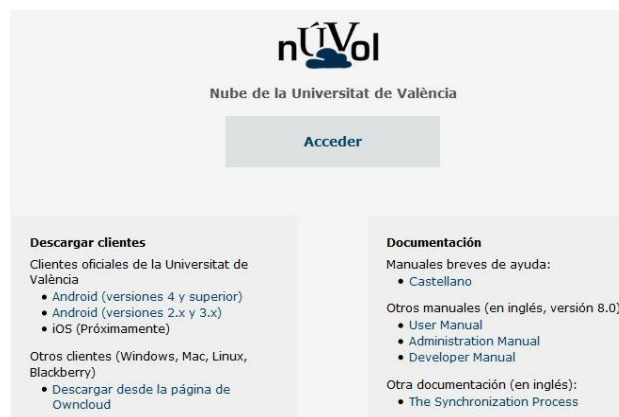 nÚVol
Nube de la Universitat de València
Acceder
Descargar clientes
Clientes oficiales de la Universitat de
València
• Android (versiones 4 y superior)
• Android (versiones 2.x y 3.x)
• iOS (Próximamente)
Otros clientes (Windows, Mac, Linux,
Blackberry)
• Descargar desde la página de
Owncloud
Documentación
Manuales breves de ayuda:
• Castellano
Otros manuales (en inglés, versión 8.0)
• User Manual
• Administration Manual
• Developer Manual
Otra documentación (en inglés):
• The Synchronization Process